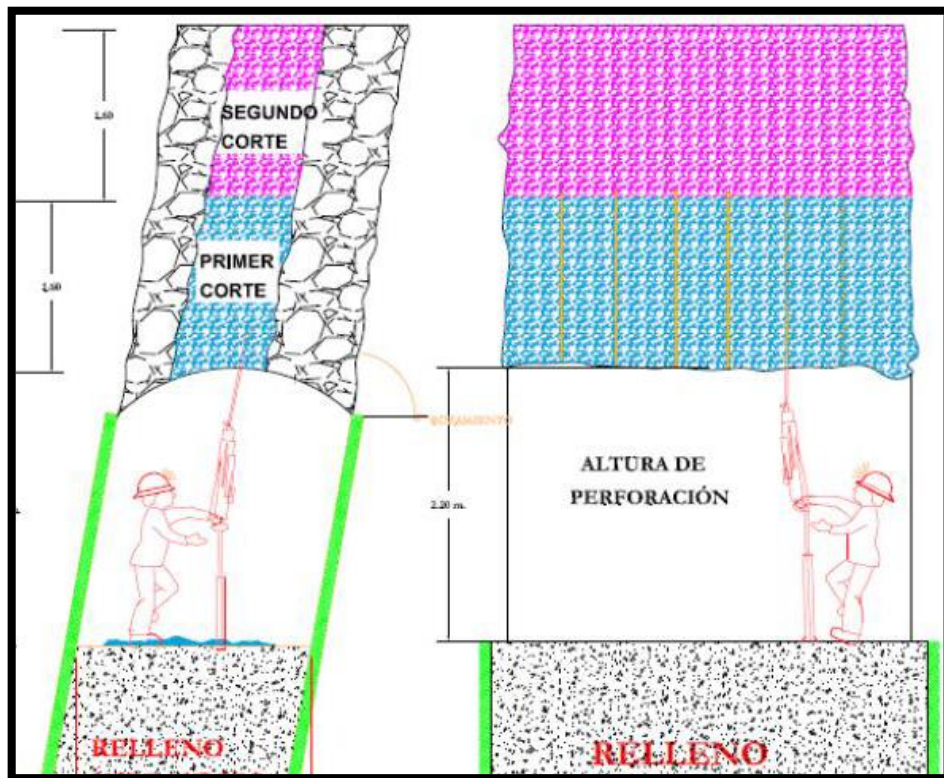 SEGUNDO
CORTE
PRIMER
CORTE
ALTURA DE
PERFORACIÓN
2.20 m.
RELLENO
RELLENO